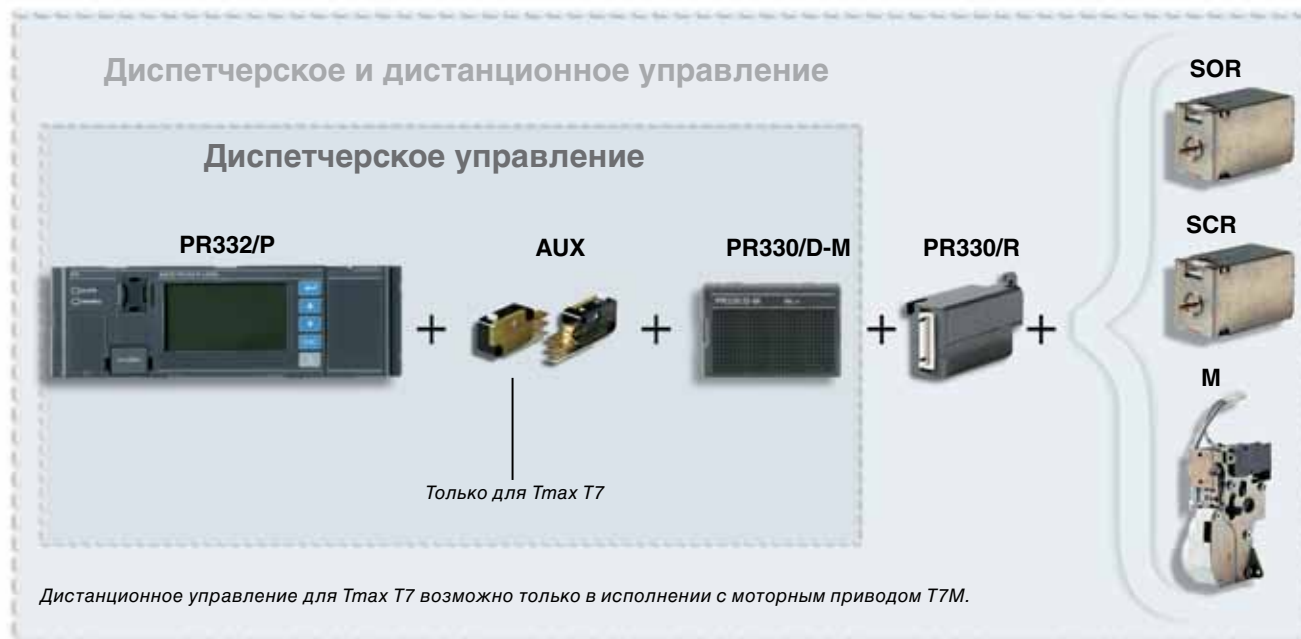 Диспетчерское и дистанционное управление
SOR
Диспетчерское управление
SCR
PR332/P
AUX
PR330/D-M
PR330/R
+
+
+
+
PR330/D-M
M
Только для Tmax T7
Дистанционное управление для Tmax T7 возможно только в исполнении с моторным приводом T7M.